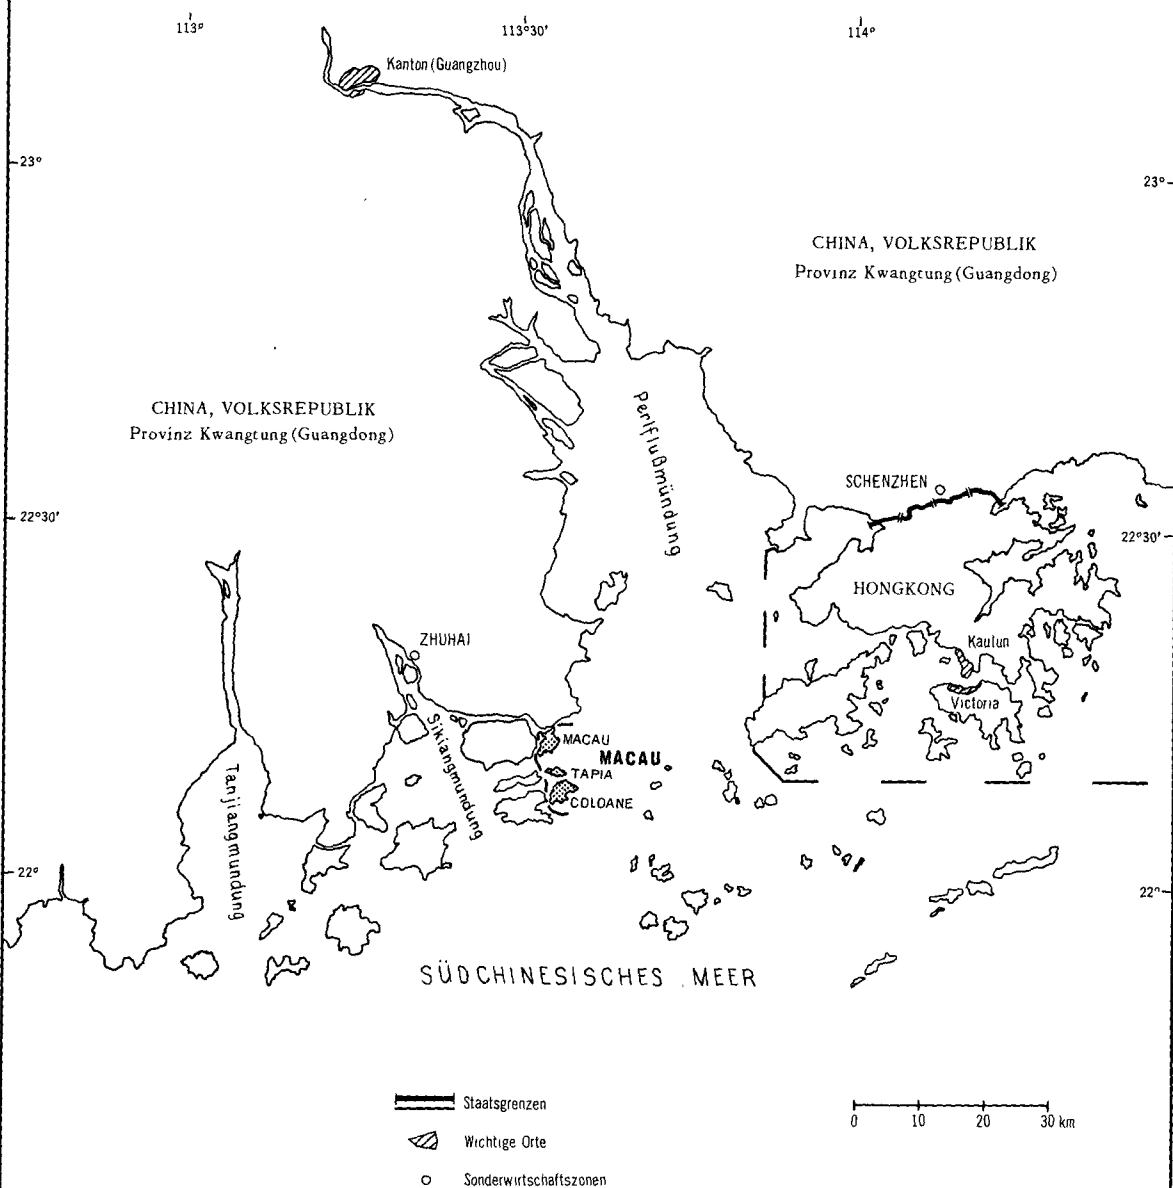 113°
113°30'
114°
Kanton (Guangzhou)
23°
23°
CHINA, VOLKSREPUBLIK
Provinz Kwangtung (Guangdong)
CHINA, VOLKSREPUBLIK
Provinz Kwangtung (Guangdong)
Perlflußmündung
SCHENZHEN
22°30'
22°30'
HONGKONG
ZHUHAI
Kaulun
Victoria
Sikiangmundung
MACAU
MACAU
TAPIA
COLOANE
Tanjiangmundung
22°
22°
SÜDCHINESISCHES MEER
Staatsgrenzen
0 10 20 30 km
Wichtige Orte
Sonderwirtschaftszonen